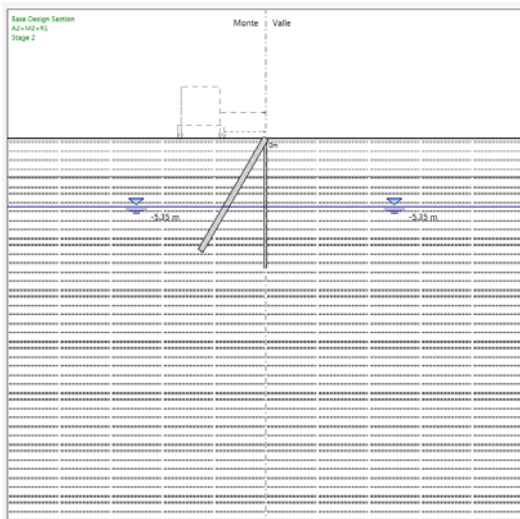 Base Design Section
A2+M2+R1
Stage 2
Monte Valle
0m
-5.35 m
-5.35 m